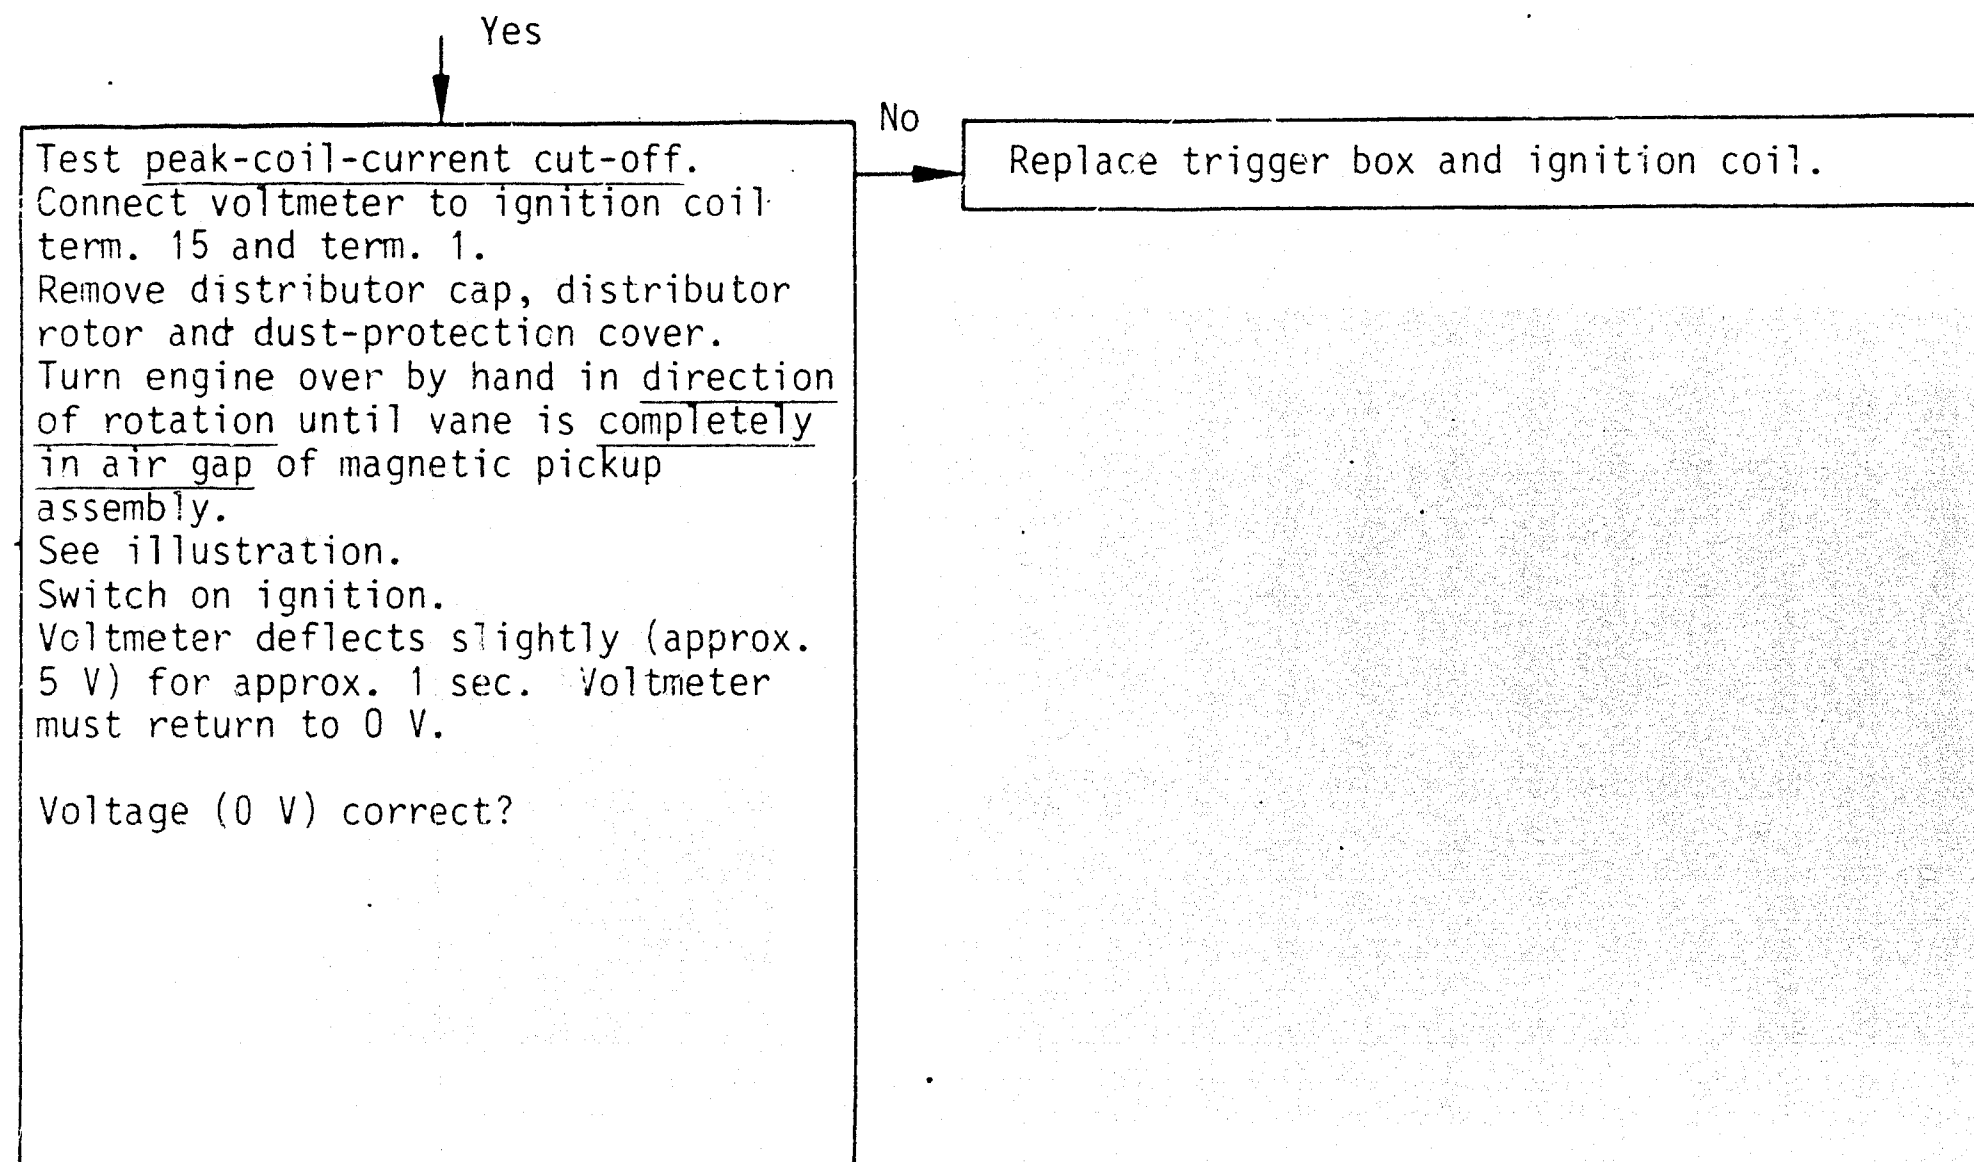 Yes
No
Test peak-coil-current cut-off.
Connect voltmeter to ignition coil
term. 15 and term. 1.
Remove distributor cap, distributor
rotor and dust-protection cover.
Turn engine over by hand in direction
of rotation until vane is completely
in air gap of magnetic pickup
assembly.
See illustration.
Switch on ignition.
Voltmeter deflects slightly (approx.
5 V) for approx. 1 sec. Voltmeter
must return to 0 V.
Voltage (0 V) correct?
Replace trigger box and ignition coil.